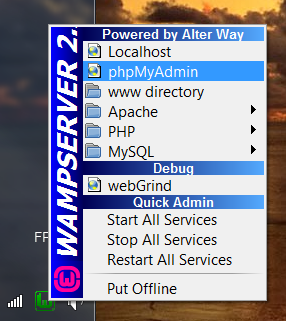 Powered by Alter Way
Localhost
phpMyAdmin
www directory
Apache
PHP
MySQL
Debug
webGrind
Quick Admin
Start All Services
Stop All Services
Restart All Services
Put Offline
WAMPSERVER 2.